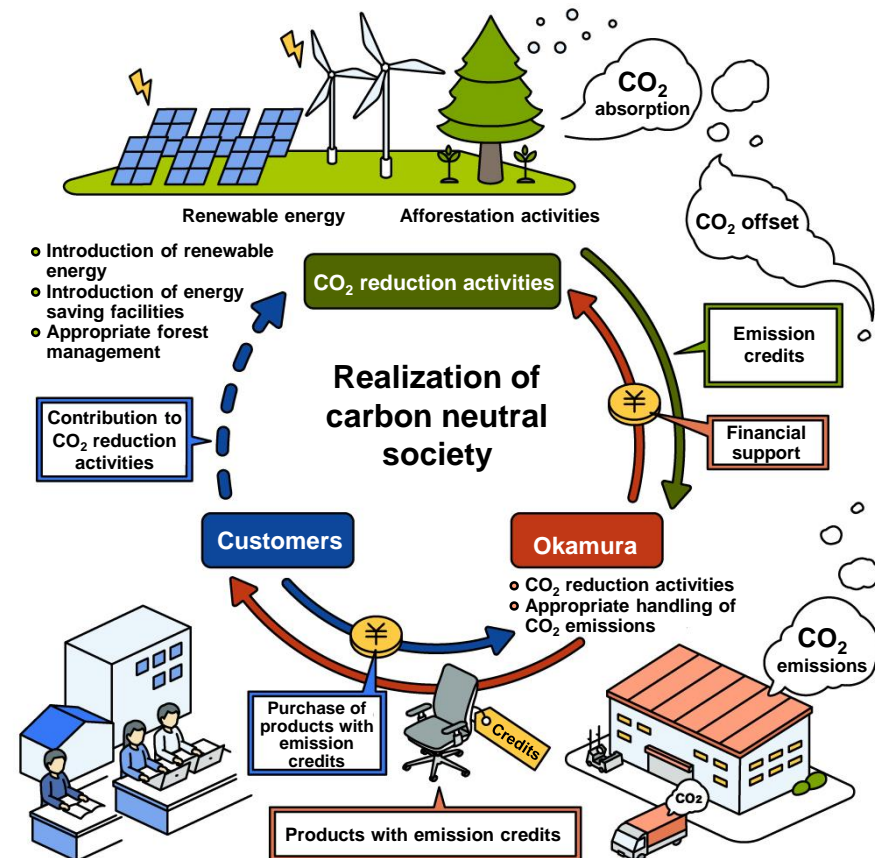 CO₂
absorption
CO₂ offset
Renewable energy
Afforestation activities
Introduction of renewable
energy
Introduction of energy
saving facilities
Appropriate forest
management
CO₂ reduction activities
Emission
credits
Realization of
carbon neutral
society
¥
Financial
support
Contribution to
CO₂ reduction
activities
Customers
Okamura
CO₂ reduction activities
Appropriate handling of
CO₂ emissions
CO₂
emissions
¥
Purchase of
products with
emission
credits
Credits
CO₂
Products with emission credits